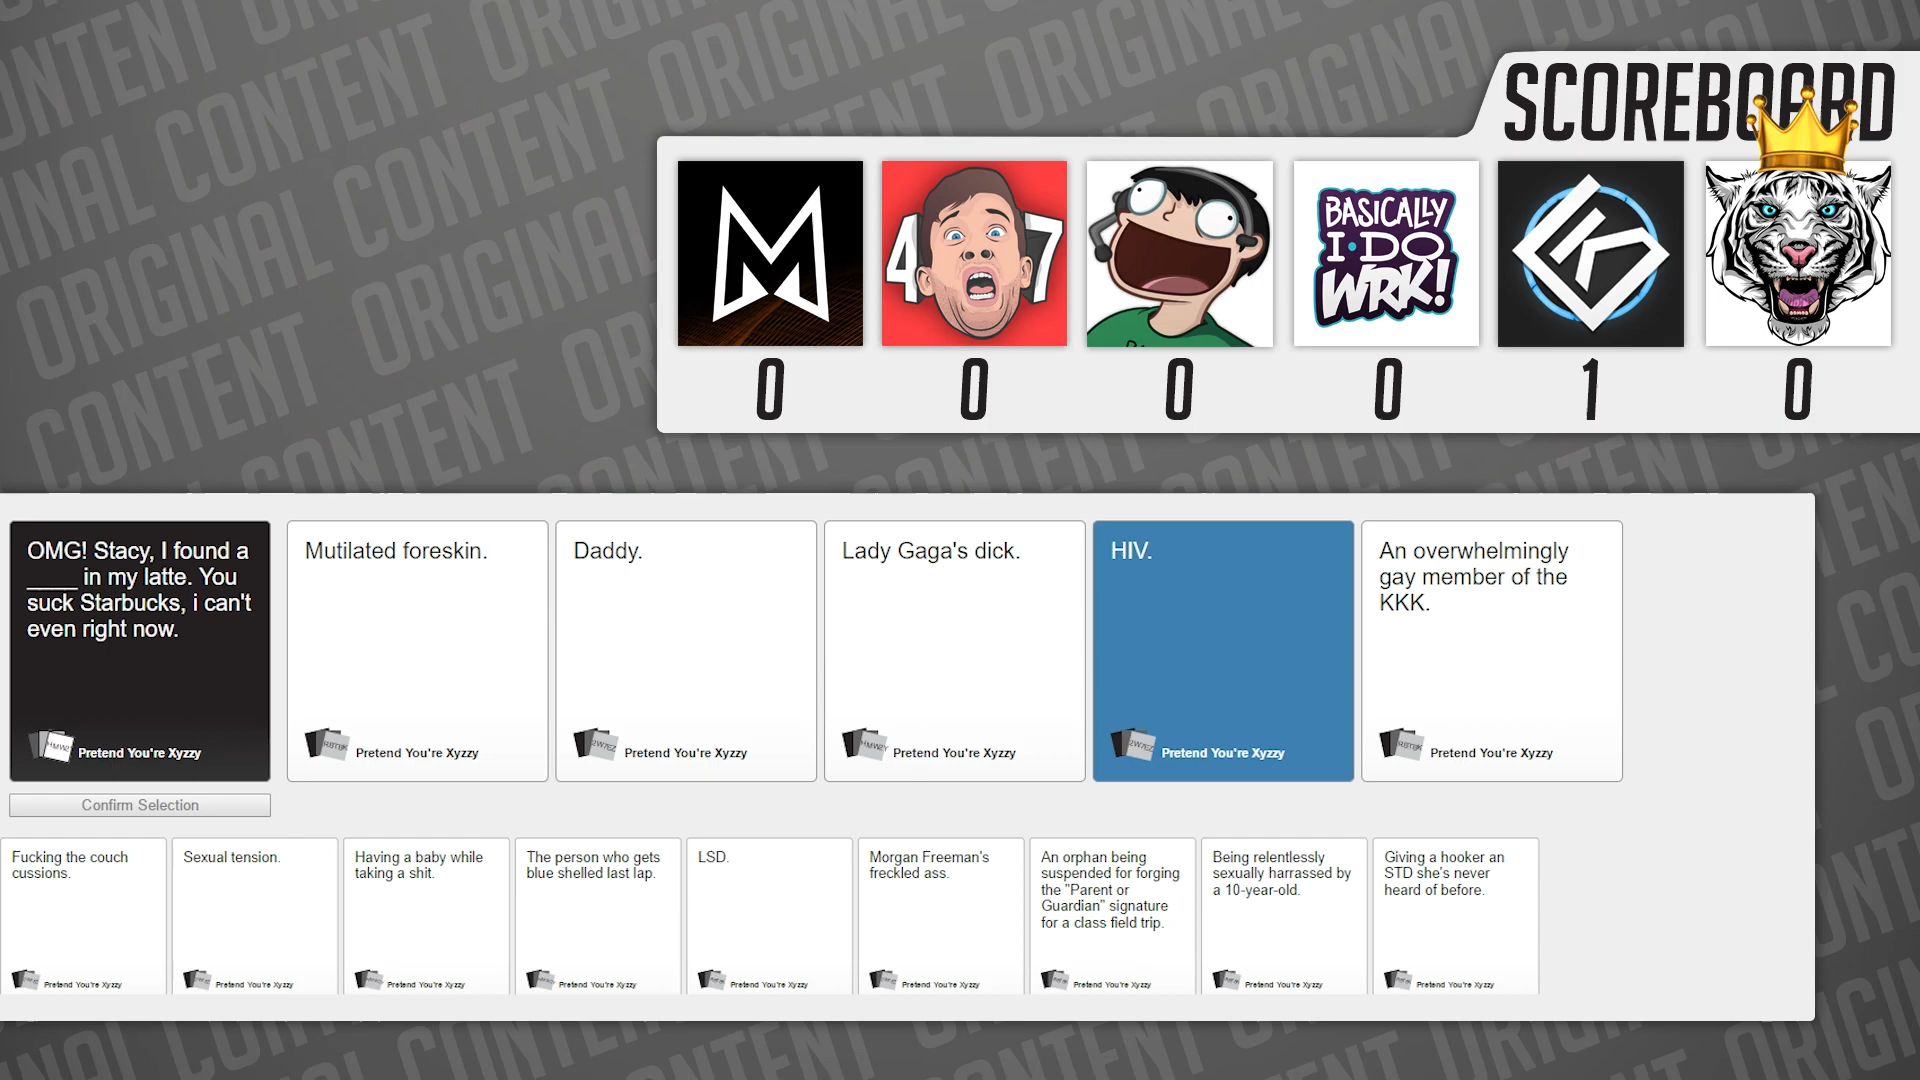 SCOREBOARD
4 7
BASICALLY
I DO
WRK!
0
0
0
0
1
0
OMG! Stacy, I found a
____ in my latte. You
suck Starbucks, i can't
even right now.
Pretend You're Xyzzy
Mutilated foreskin.
Pretend You're Xyzzy
Daddy.
Pretend You're Xyzzy
Lady Gaga's dick.
Pretend You're Xyzzy
HIV.
Pretend You're Xyzzy
An overwhelmingly
gay member of the
KKK.
Pretend You're Xyzzy
Confirm Selection
Fucking the couch
cussions.
Pretend You're Xyzzy
Sexual tension.
Pretend You're Xyzzy
Having a baby while
taking a shit.
Pretend You're Xyzzy
The person who gets
blue shelled last lap.
Pretend You're Xyzzy
LSD.
Pretend You're Xyzzy
Morgan Freeman's
freckled ass.
Pretend You're Xyzzy
An orphan being
suspended for forging
the "Parent or
Guardian" signature
for a class field trip.
Pretend You're Xyzzy
Being relentlessly
sexually harrassed by
a 10-year-old.
Pretend You're Xyzzy
Giving a hooker an
STD she's never
heard of before.
Pretend You're Xyzzy
ORIGINAL CONTENT